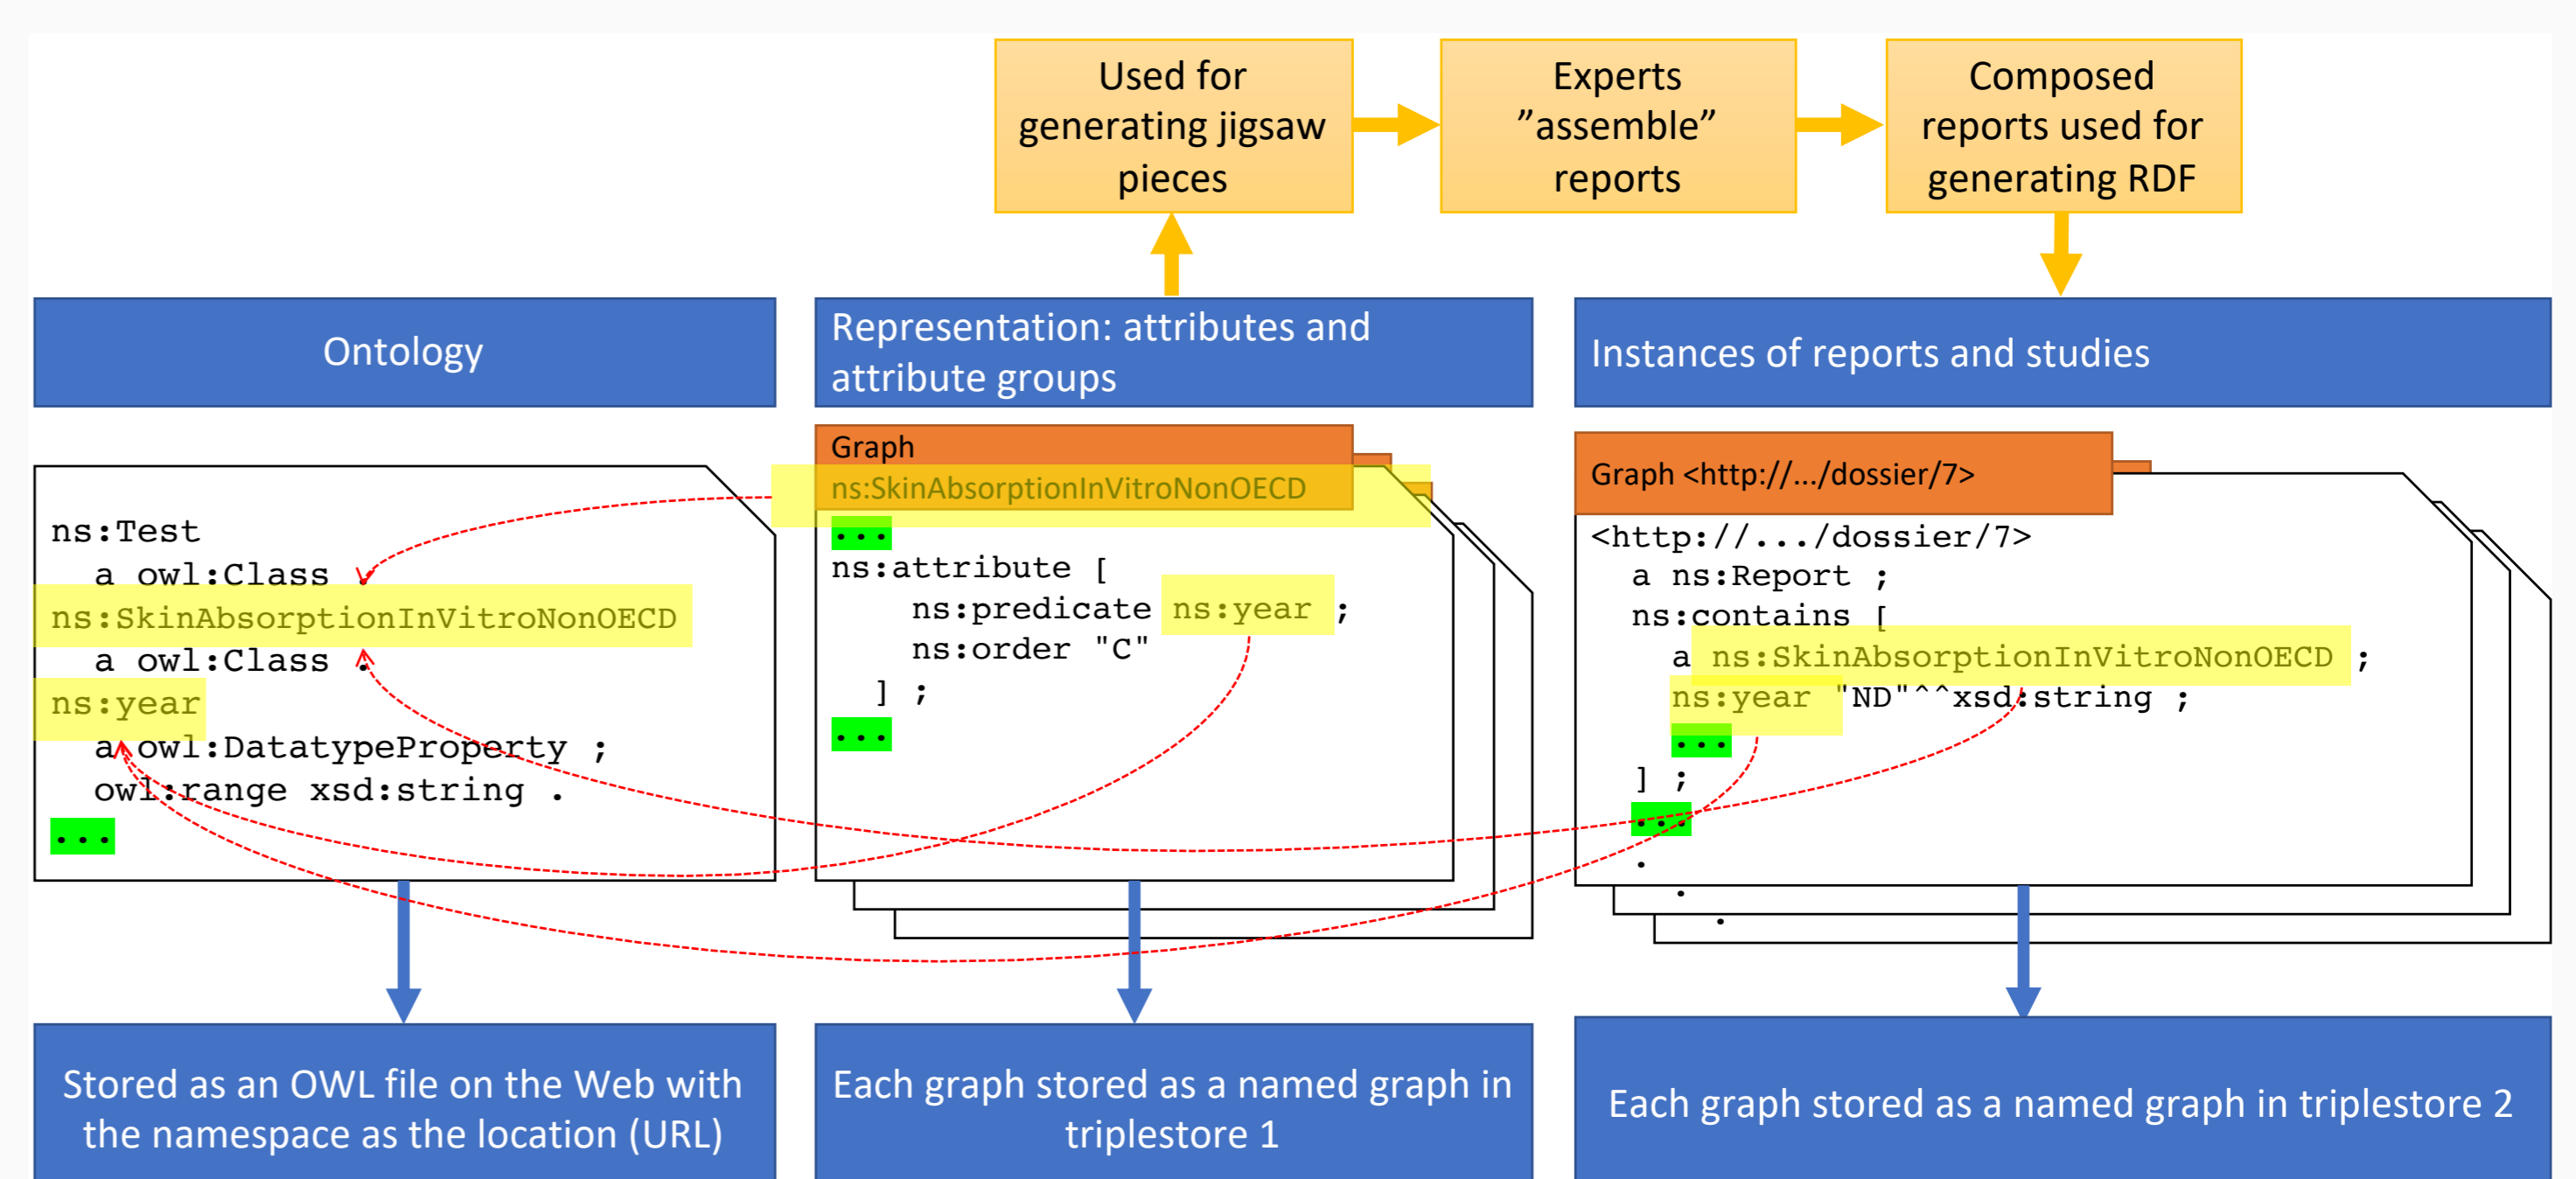 Used for
generating jigsaw
pieces
Experts
”assemble”
reports
Composed
reports used for
generating RDF
Ontology
Representation: attributes and
attribute groups
Instances of reports and studies
ns:Test
a owl:Class .
ns:SkinAbsorptionInVitroNonOECD
a owl:Class .
ns:year
a owl:DatatypeProperty ;
owl:range xsd:string .
...
Graph
ns:SkinAbsorptionInVitroNonOECD
...
ns:attribute [
ns:predicate ns:year ;
ns:order "C"
] ;
...
Graph <http://.../dossier/7>
<http://.../dossier/7>
a ns:Report ;
ns:contains [
a ns:SkinAbsorptionInVitroNonOECD ;
ns:year "ND"^^xsd:string ;
...
] ;
...
.
.
.
Stored as an OWL file on the Web with
the namespace as the location (URL)
Each graph stored as a named graph in
triplestore 1
Each graph stored as a named graph in triplestore 2